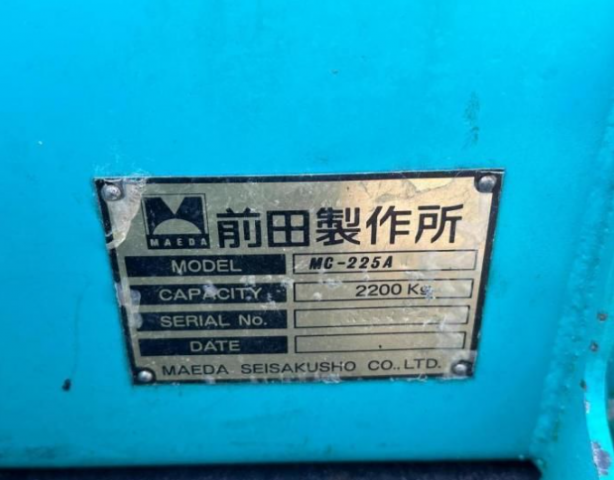 MAEDA
前田製作所
MODEL MC-225A
CAPACITY 2200 Kg
SERIAL No.
DATE
MAEDA SEISAKUSHO CO.,LTD.